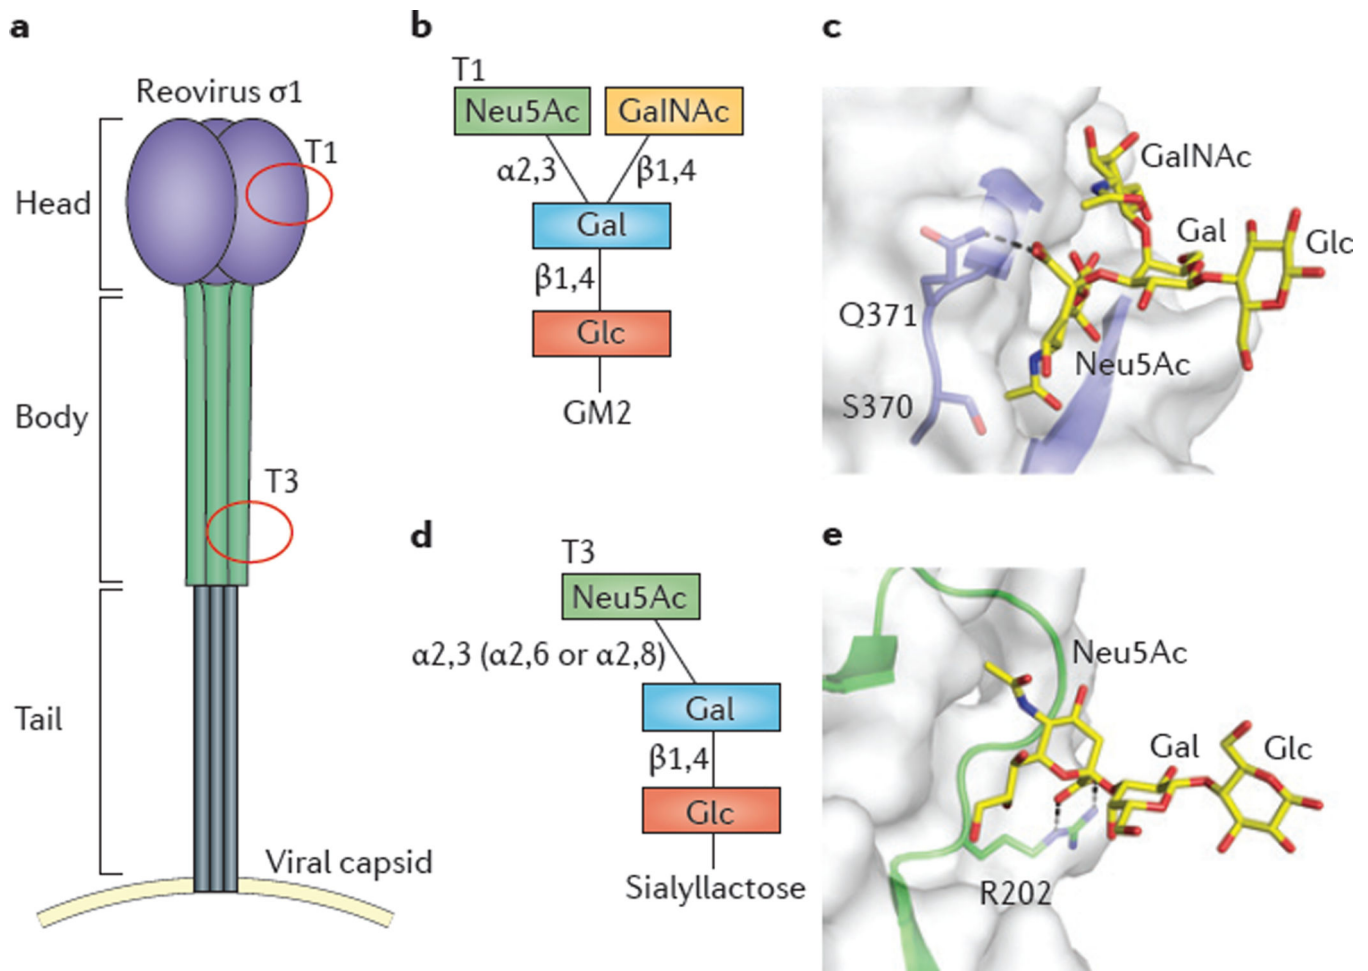 a
Reovirus σ1
T1
Head
Body
T3
Tail
Viral capsid
b
T1
Neu5Ac
GalNAc
α2,3
β1,4
Gal
β1,4
Glc
GM2
c
GalNAc
Gal
Glc
Q371
Neu5Ac
S370
d
T3
Neu5Ac
α2,3 (α2,6 or α2,8)
Gal
β1,4
Glc
Sialyllactose
e
Neu5Ac
Gal
Glc
R202